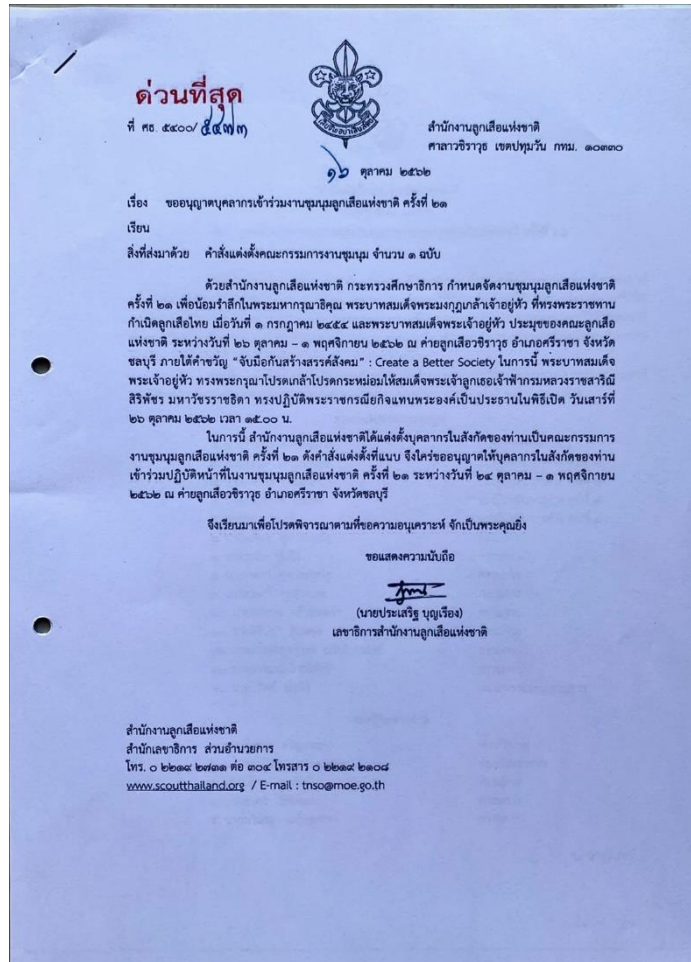 ด่วนที่สุด
ที่ ศธ. ๕๔๐๐/ ๕๔๗๓
สำนักงานลูกเสือแห่งชาติ
ศาลาวชิราวุธ เขตปทุมวัน กทม. ๑๐๓๓๐
๑๖ ตุลาคม ๒๕๖๒
เรื่อง ขออนุญาตบุคลากรเข้าร่วมงานชุมนุมลูกเสือแห่งชาติ ครั้งที่ ๒๑
เรียน
สิ่งที่ส่งมาด้วย คำสั่งแต่งตั้งคณะกรรมการงานชุมนุม จำนวน ๑ ฉบับ
ด้วยสำนักงานลูกเสือแห่งชาติ กระทรวงศึกษาธิการ กำหนดจัดงานชุมนุมลูกเสือแห่งชาติ
ครั้งที่ ๒๑ เพื่อน้อมรำลึกในพระมหากรุณาธิคุณ พระบาทสมเด็จพระมงกุฎเกล้าเจ้าอยู่หัว ที่ทรงพระราชทาน
กำเนิดลูกเสือไทย เมื่อวันที่ ๑ กรกฎาคม ๒๔๕๔ และพระบาทสมเด็จพระเจ้าอยู่หัว ประมุขของคณะลูกเสือ
แห่งชาติ ระหว่างวันที่ ๒๖ ตุลาคม – ๑ พฤศจิกายน ๒๕๖๒ ณ ค่ายลูกเสือวชิราวุธ อำเภอศรีราชา จังหวัด
ชลบุรี ภายใต้คำขวัญ “จับมือกันสร้างสรรค์สังคม” : Create a Better Society ในการนี้ พระบาทสมเด็จ
พระเจ้าอยู่หัว ทรงพระกรุณาโปรดเกล้าโปรดกระหม่อมให้สมเด็จพระเจ้าลูกเธอเจ้าฟ้ากรมหลวงราชสาริณี
สิริพัชร มหาวัชรราชธิดา ทรงปฏิบัติพระราชกรณียกิจแทนพระองค์เป็นประธานในพิธีเปิด วันเสาร์ที่
๒๖ ตุลาคม ๒๕๖๒ เวลา ๑๕.๐๐ น.
ในการนี้ สำนักงานลูกเสือแห่งชาติได้แต่งตั้งบุคลากรในสังกัดของท่านเป็นคณะกรรมการ
งานชุมนุมลูกเสือแห่งชาติ ครั้งที่ ๒๑ ดังคำสั่งแต่งตั้งที่แนบ จึงใคร่ขออนุญาตให้บุคลากรในสังกัดของท่าน
เข้าร่วมปฏิบัติหน้าที่ในงานชุมนุมลูกเสือแห่งชาติ ครั้งที่ ๒๑ ระหว่างวันที่ ๒๔ ตุลาคม – ๑ พฤศจิกายน
๒๕๖๒ ณ ค่ายลูกเสือวชิราวุธ อำเภอศรีราชา จังหวัดชลบุรี
จึงเรียนมาเพื่อโปรดพิจารณาตามที่ขอความอนุเคราะห์ จักเป็นพระคุณยิ่ง
ขอแสดงความนับถือ
(นายประเสริฐ บุญเรือง)
เลขาธิการสำนักงานลูกเสือแห่งชาติ
สำนักงานลูกเสือแห่งชาติ
สำนักเลขาธิการ ส่วนอำนวยการ
โทร. ๐ ๒๒๑๙ ๒๗๓๑ ต่อ ๓๐๔ โทรสาร ๐ ๒๒๑๙ ๒๑๐๘
www.scoutthailand.org / E-mail : tnso@moe.go.th